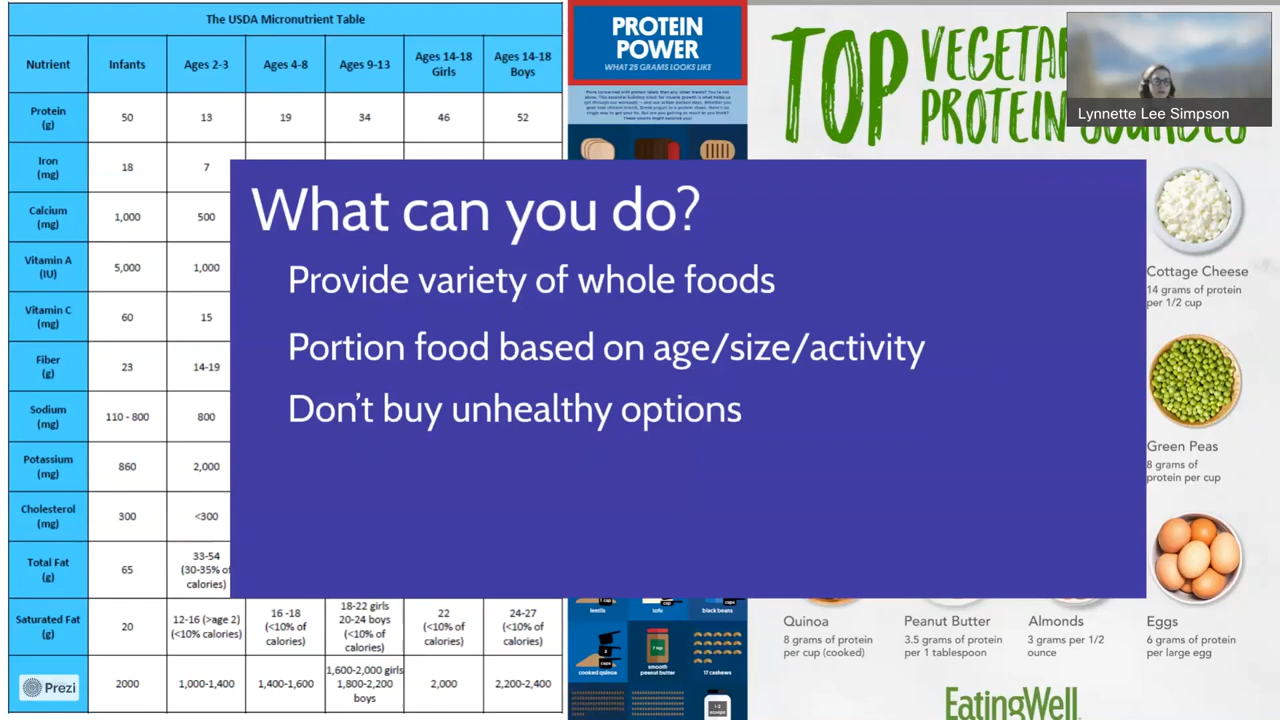 The USDA Micronutrient Table
Nutrient Infants Ages 2-3 Ages 4-8 Ages 9-13 Ages 14-18 Girls Ages 14-18 Boys
Protein (g) 50 13 19 34 46 52
Iron (mg) 18 7
Calcium (mg) 1,000 500
Vitamin A (IU) 5,000 1,000
Vitamin C (mg) 60 15
Fiber (g) 23 14-19
Sodium (mg) 110 - 800 800
Potassium (mg) 860 2,000
Cholesterol (mg) 300 <300
Total Fat (g) 65 33-54 (30-35% of calories)
Saturated Fat (g) 20 12-16 (>age 2) (<10% calories) 16 -18 (<10% of calories) 18-22 girls 20-24 boys (<10% of calories) 22 (<10% of calories) 24-27 (<10% of calories)
2000 1,000-1,400 1,400-1,600 1,600-2,000 girls 1,800-2,200 boys 2,000 2,200-2,400
Prezi
PROTEIN
POWER
WHAT 25 GRAMS LOOKS LIKE
What can you do?
Provide variety of whole foods
Portion food based on age/size/activity
Don't buy unhealthy options
lentils
tofu
black beans
cooked quinoa
smooth
peanut butter
17 cashews
TOP
PROTEIN
Lynnette Lee Simpson
Cottage Cheese
14 grams of protein
per 1/2 cup
Green Peas
8 grams of
protein per cup
Quinoa
8 grams of protein
per cup (cooked)
Peanut Butter
3.5 grams of protein
per 1 tablespoon
Almonds
3 grams per 1/2
ounce
Eggs
6 grams of protein
per large egg
EatingWell